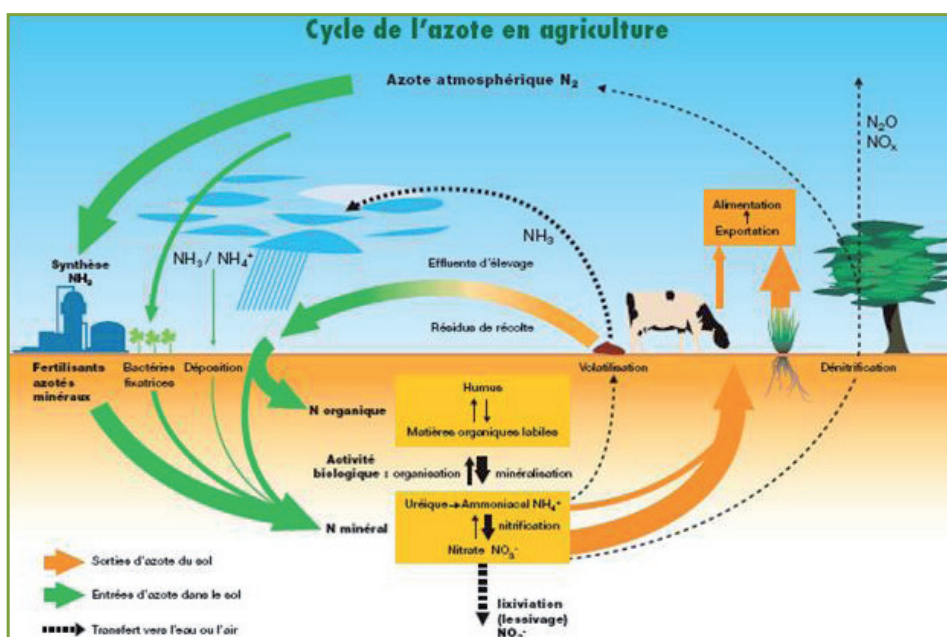 Cycle de l'azote en agriculture
Azote atmosphérique N₂
N₂O
NOₓ
Alimentation
Exportation
NH₃
Synthèse
NH₃
NH₃ / NH₄⁺
Effluents d'élevage
Résidus de récolte
Fertilisants
azotés
minéraux
Bactéries
fixatrices
Déposition
Volatilisation
Dénitrification
Humus
N organique
Matières organiques labiles
Activité
biologique : organisation
minéralisation
Uréique
Ammoniacal NH₄⁺
N minéral
nitrification
Nitrate NO₃⁻
Sorties d'azote du sol
Entrées d'azote dans le sol
Transfert vers l'eau ou l'air
lixiviation
(lessivage)
NO₃⁻